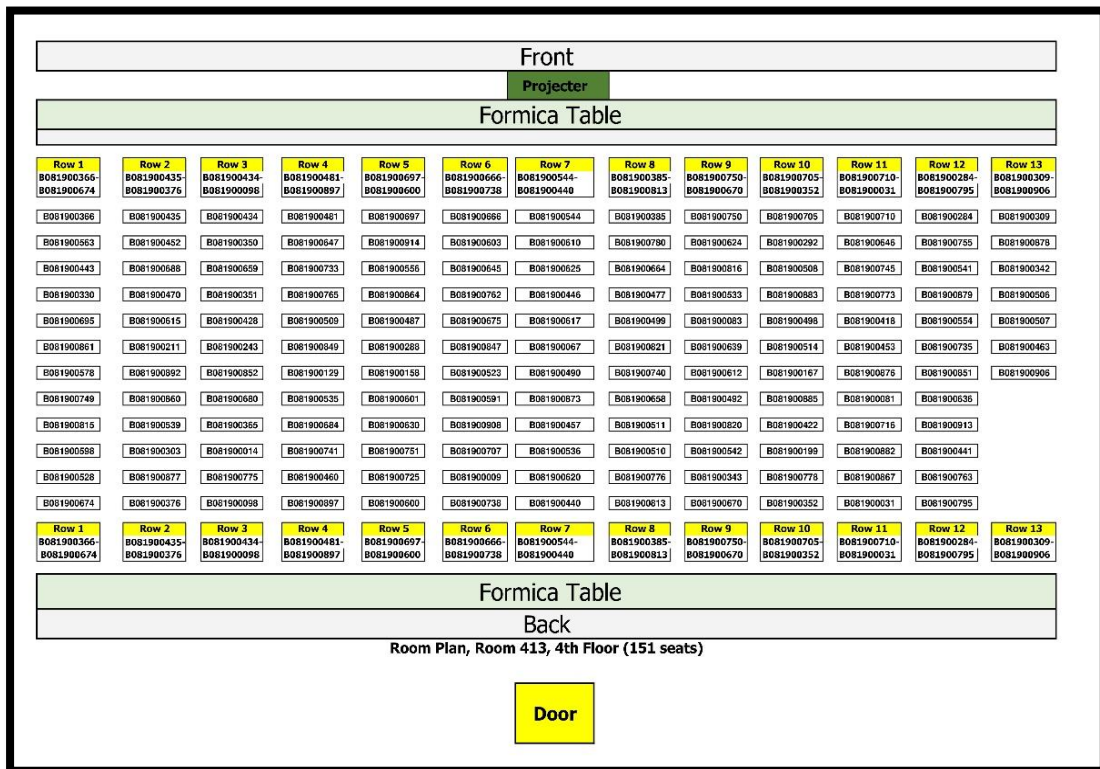 Front
Projecter
Formica Table
Row 1 Row 2 Row 3 Row 4 Row 5 Row 6 Row 7 Row 8 Row 9 Row 10 Row 11 Row 12 Row 13
B081900366- B081900435- B081900434- B081900481- B081900697- B081900666- B081900544- B081900385- B081900750- B081900705- B081900710- B081900284- B081900309-
B081900674 B081900376 B081900098 B081900897 B081900600 B081900738 B081900440 B081900813 B081900670 B081900352 B081900031 B081900795 B081900906
B081900366 B081900435 B081900434 B081900481 B081900697 B081900666 B081900544 B081900385 B081900750 B081900705 B081900710 B081900284 B081900309
B081900563 B081900452 B081900350 B081900647 B081900914 B081900603 B081900610 B081900780 B081900624 B081900292 B081900646 B081900755 B081900878
B081900443 B081900688 B081900659 B081900733 B081900556 B081900645 B081900625 B081900664 B081900816 B081900508 B081900745 B081900541 B081900342
B081900330 B081900470 B081900351 B081900765 B081900864 B081900762 B081900446 B081900477 B081900533 B081900883 B081900773 B081900879 B081900506
B081900695 B081900615 B081900428 B081900509 B081900487 B081900675 B081900617 B081900499 B081900083 B081900498 B081900418 B081900554 B081900507
B081900861 B081900211 B081900243 B081900849 B081900288 B081900847 B081900067 B081900821 B081900639 B081900514 B081900453 B081900735 B081900463
B081900578 B081900892 B081900852 B081900129 B081900158 B081900523 B081900490 B081900740 B081900612 B081900167 B081900876 B081900851 B081900906
B081900749 B081900860 B081900680 B081900535 B081900601 B081900591 B081900873 B081900658 B081900492 B081900885 B081900081 B081900636
B081900815 B081900539 B081900365 B081900684 B081900630 B081900908 B081900457 B081900511 B081900820 B081900422 B081900716 B081900913
B081900598 B081900303 B081900014 B081900741 B081900751 B081900707 B081900536 B081900510 B081900542 B081900199 B081900882 B081900441
B081900528 B081900877 B081900775 B081900460 B081900725 B081900009 B081900620 B081900776 B081900343 B081900778 B081900867 B081900763
B081900674 B081900376 B081900098 B081900897 B081900600 B081900738 B081900440 B081900813 B081900670 B081900352 B081900031 B081900795
Row 1 Row 2 Row 3 Row 4 Row 5 Row 6 Row 7 Row 8 Row 9 Row 10 Row 11 Row 12 Row 13
B081900366- B081900435- B081900434- B081900481- B081900697- B081900666- B081900544- B081900385- B081900750- B081900705- B081900710- B081900284- B081900309-
B081900674 B081900376 B081900098 B081900897 B081900600 B081900738 B081900440 B081900813 B081900670 B081900352 B081900031 B081900795 B081900906
Formica Table
Back
Room Plan, Room 413, 4th Floor (151 seats)
Door